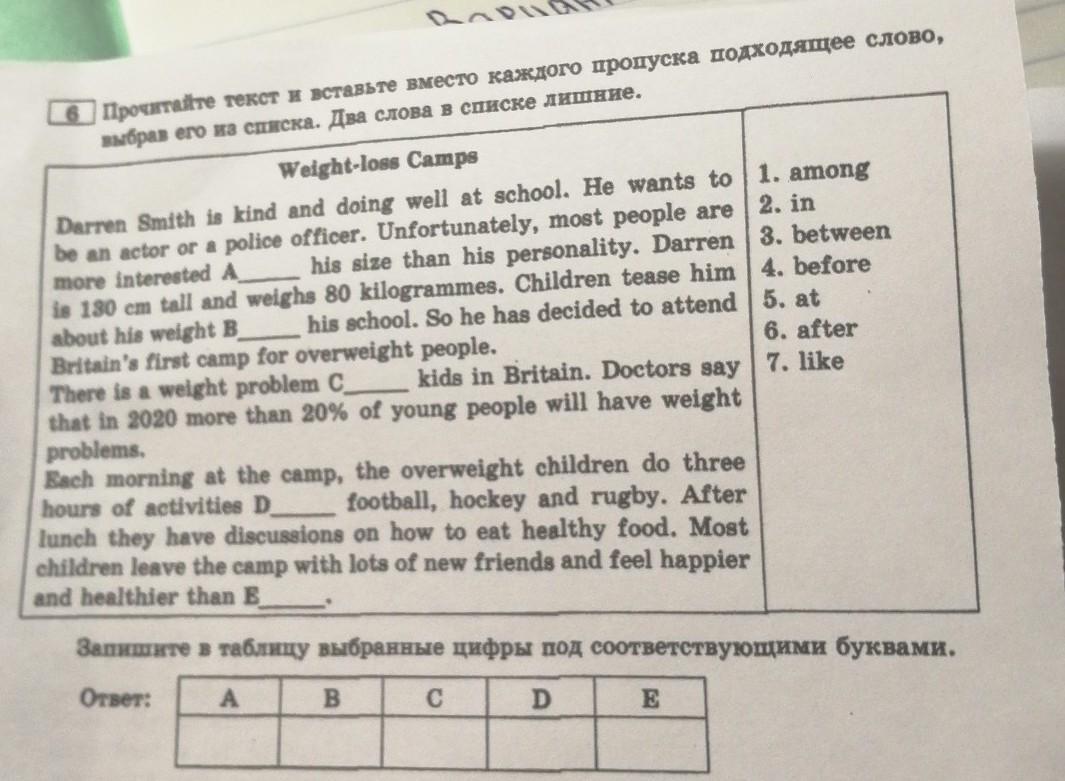 Вариант
6 Прочитайте текст и вставьте вместо каждого пропуска подходящее слово,
выбрав его из списка. Два слова в списке лишние.
Weight-loss Camps
Darren Smith is kind and doing well at school. He wants to
be an actor or a police officer. Unfortunately, most people are
more interested A_____ his size than his personality. Darren
is 130 cm tall and weighs 80 kilogrammes. Children tease him
about his weight B_____ his school. So he has decided to attend
Britain's first camp for overweight people.
There is a weight problem C_____ kids in Britain. Doctors say
that in 2020 more than 20% of young people will have weight
problems.
Each morning at the camp, the overweight children do three
hours of activities D_____ football, hockey and rugby. After
lunch they have discussions on how to eat healthy food. Most
children leave the camp with lots of new friends and feel happier
and healthier than E_____.
1. among
2. in
3. between
4. before
5. at
6. after
7. like
Запишите в таблицу выбранные цифры под соответствующими буквами.
Ответ: A B C D E